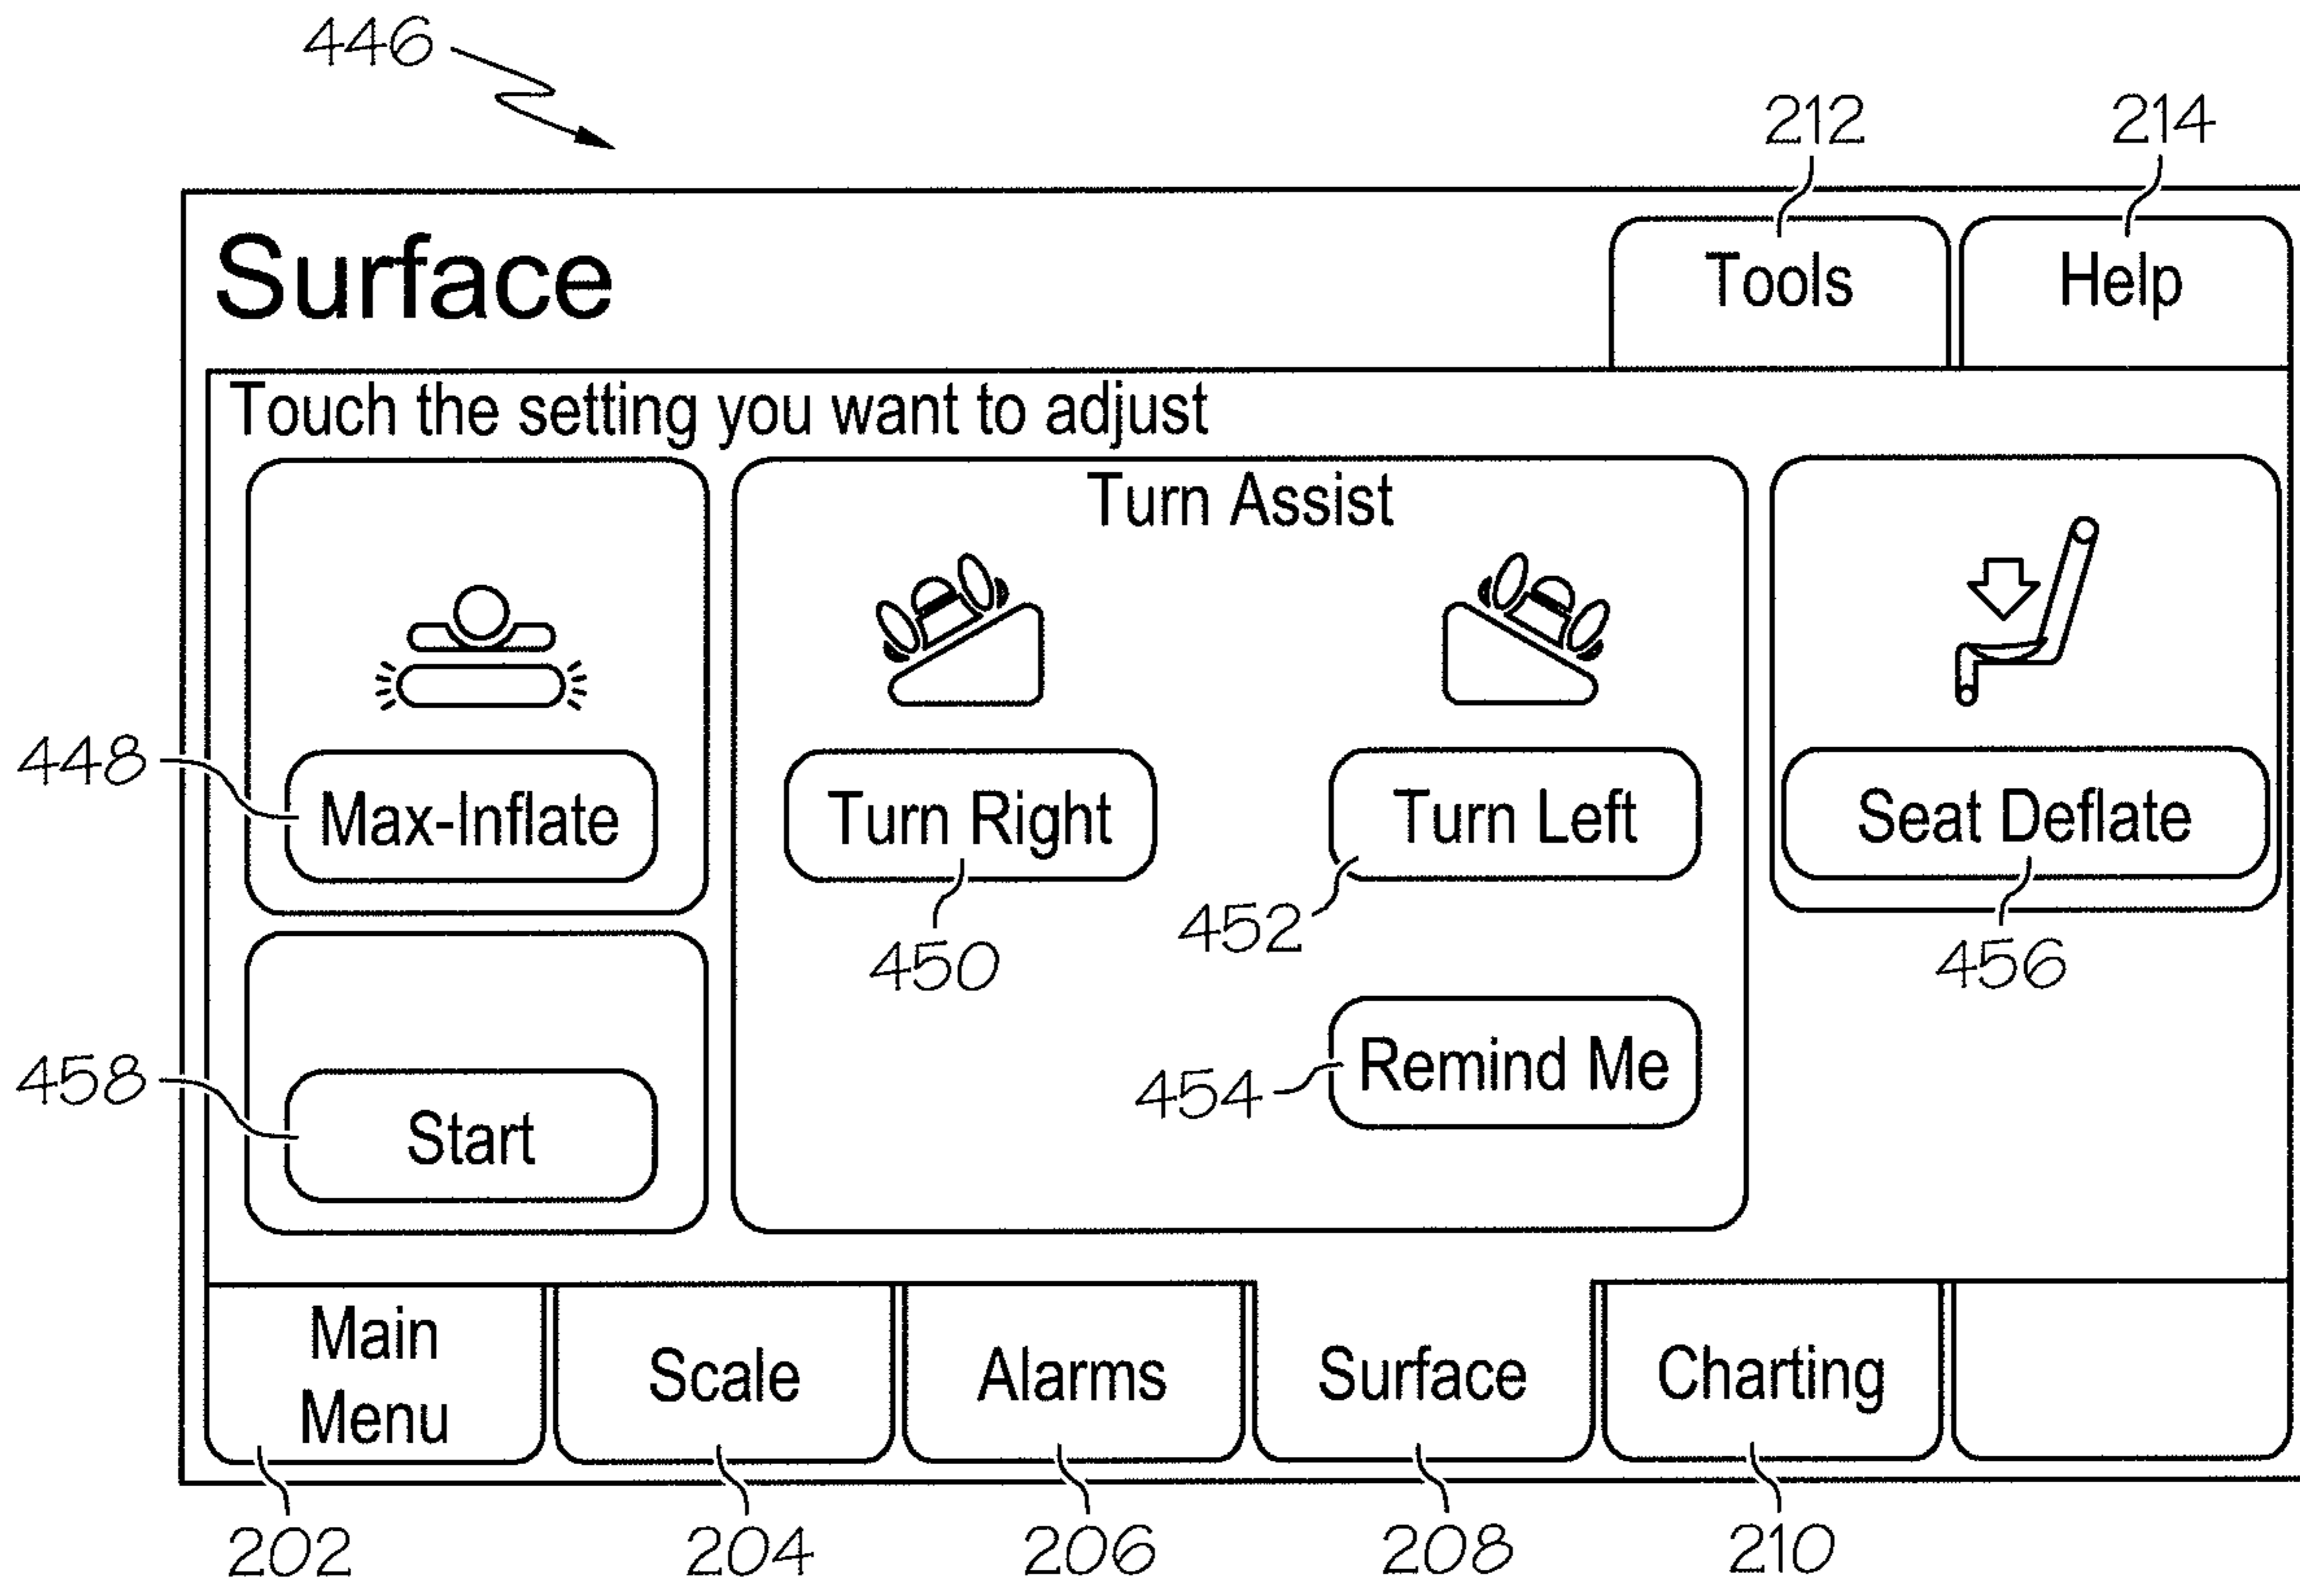 446
212
214
Surface
Tools
Help
Touch the setting you want to adjust
Turn Assist
448
Max-Inflate
Turn Right
Turn Left
Seat Deflate
450
452
456
458
Start
454
Remind Me
Main
Menu
Scale
Alarms
Surface
Charting
202
204
206
208
210